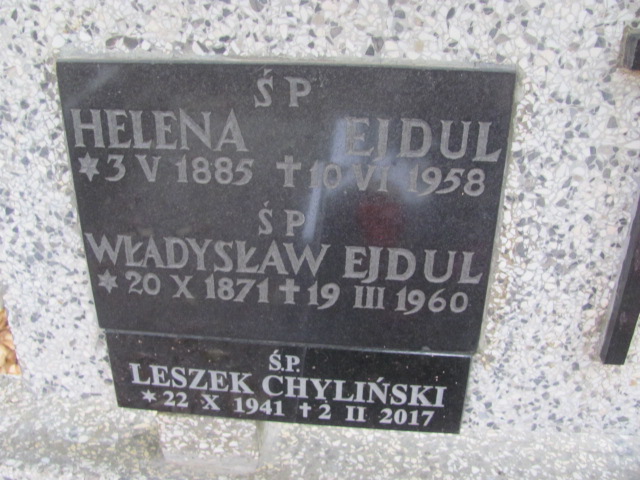 ŚP
HELENA EJDUL
* 3 V 1885 † 10 VI 1958
ŚP
WŁADYSŁAW EJDUL
* 20 X 1871 † 19 III 1960
Ś.P.
LESZEK CHYLIŃSKI
* 22 X 1941 † 2 II 2017